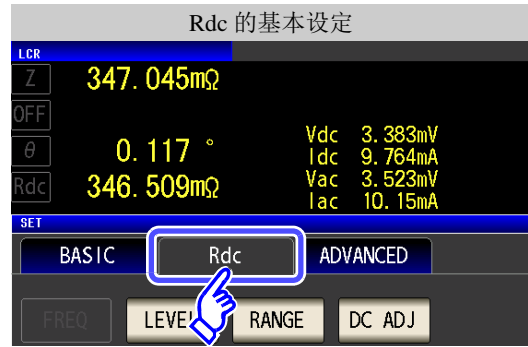 Rdc 的基本设定
LCR
Z 347.045mΩ
OFF
θ 0.117 °
Rdc 346.509mΩ
Vdc 3.383mV
Idc 9.764mA
Vac 3.523mV
Iac 10.15mA
SET
BASIC Rdc ADVANCED
FREQ LEVEL RANGE DC ADJ